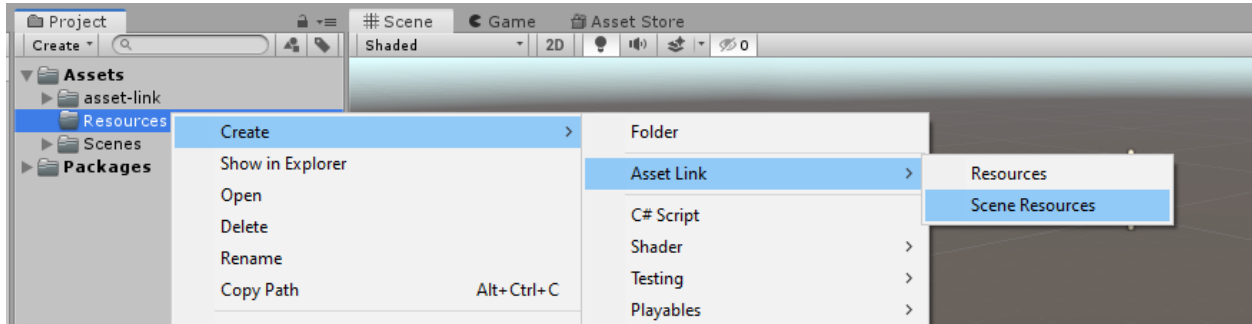 Project
Scene
Game
Asset Store
Create
Shaded
2D
0
Assets
asset-link
Resources
Scenes
Packages
Create
Show in Explorer
Open
Delete
Rename
Copy Path Alt+Ctrl+C
Folder
Asset Link
C# Script
Shader
Testing
Playables
Resources
Scene Resources